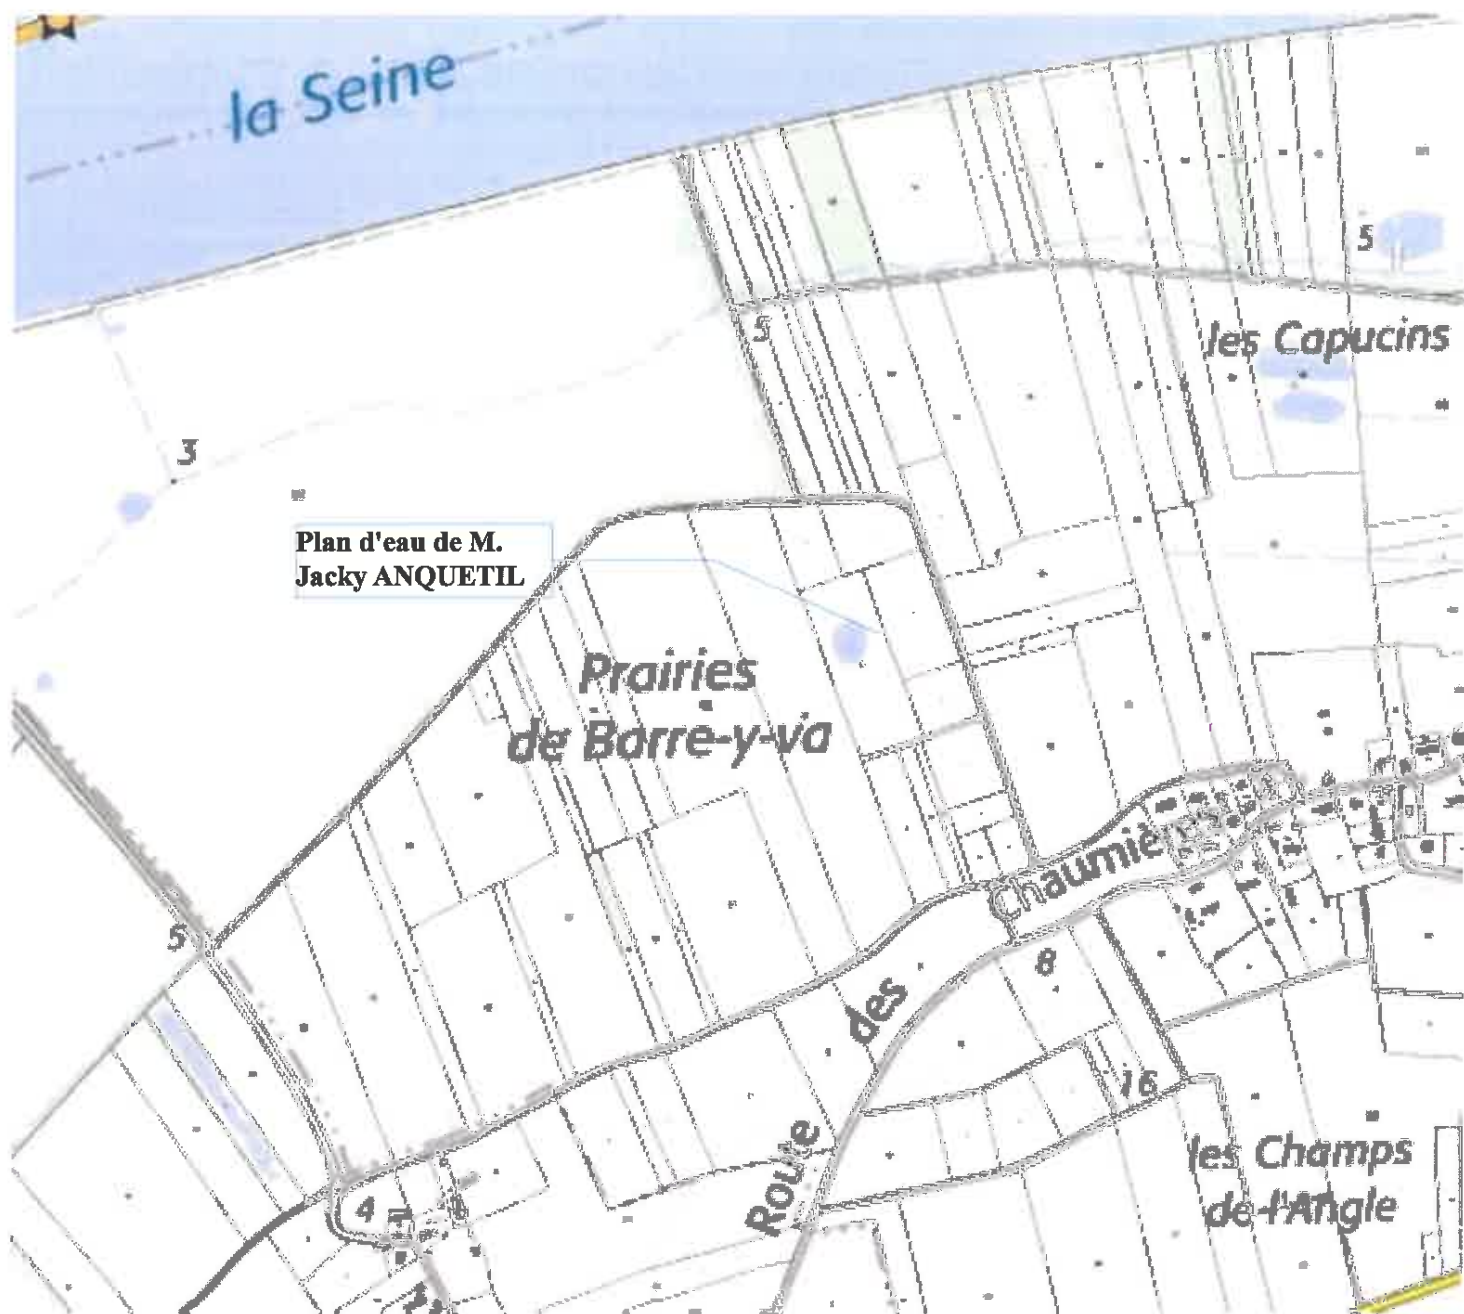 la Seine
5
5
les Capucins
3
Plan d'eau de M.
Jacky ANQUETIL
Prairies
de Barre-y-va
Route des Chaumières
5
8
16
les Champs
de l'Angle
4